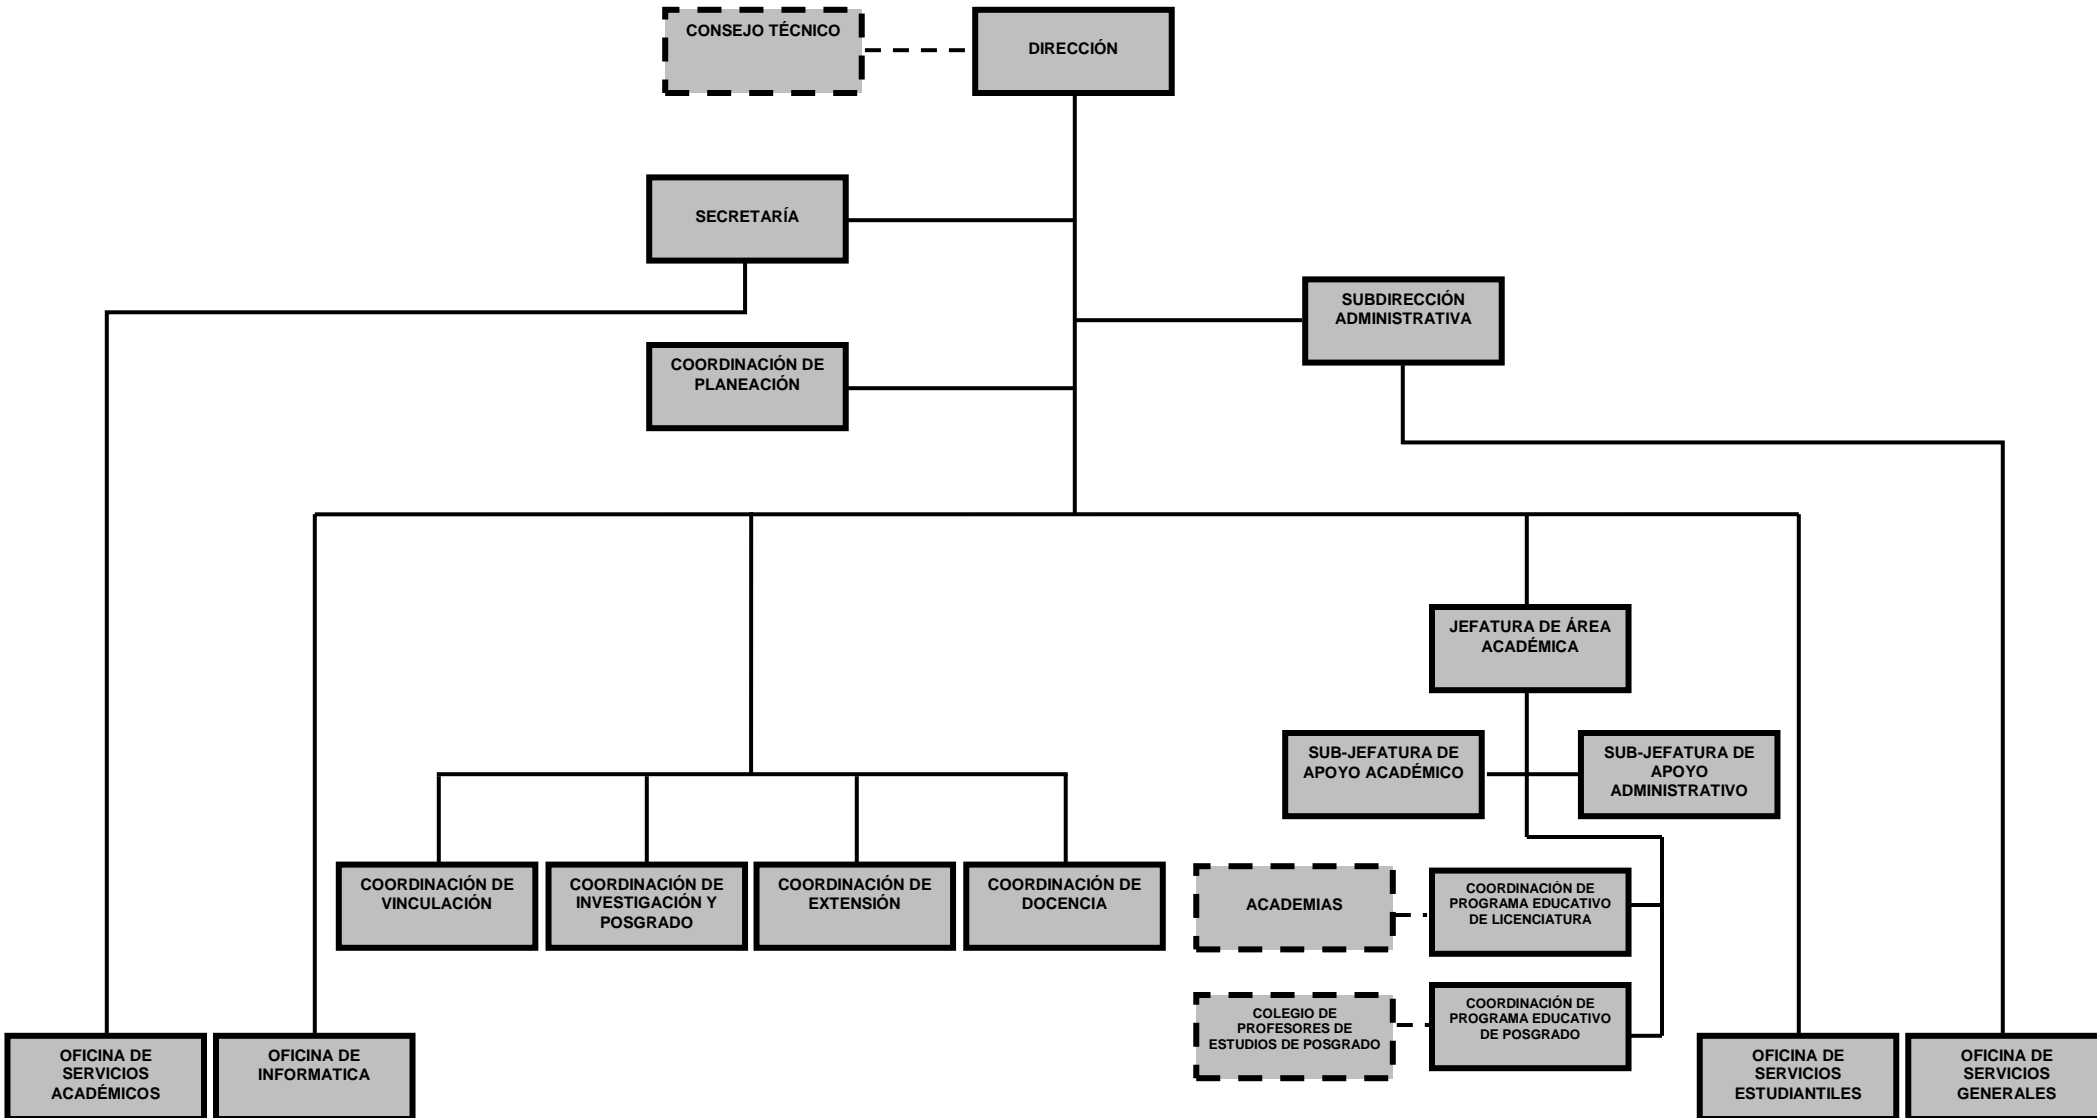 CONSEJO TÉCNICO
DIRECCIÓN
SECRETARÍA
SUBDIRECCIÓN
ADMINISTRATIVA
COORDINACIÓN DE
PLANEACIÓN
JEFATURA DE ÁREA
ACADÉMICA
SUB-JEFATURA DE
APOYO ACADÉMICO
SUB-JEFATURA DE
APOYO
ADMINISTRATIVO
COORDINACIÓN DE
VINCULACIÓN
COORDINACIÓN DE
INVESTIGACIÓN Y
POSGRADO
COORDINACIÓN DE
EXTENSIÓN
COORDINACIÓN DE
DOCENCIA
ACADEMIAS
COORDINACIÓN DE
PROGRAMA EDUCATIVO
DE LICENCIATURA
COLEGIO DE
PROFESORES DE
ESTUDIOS DE POSGRADO
COORDINACIÓN DE
PROGRAMA EDUCATIVO
DE POSGRADO
OFICINA DE
SERVICIOS
ACADÉMICOS
OFICINA DE
INFORMATICA
OFICINA DE
SERVICIOS
ESTUDIANTILES
OFICINA DE
SERVICIOS
GENERALES